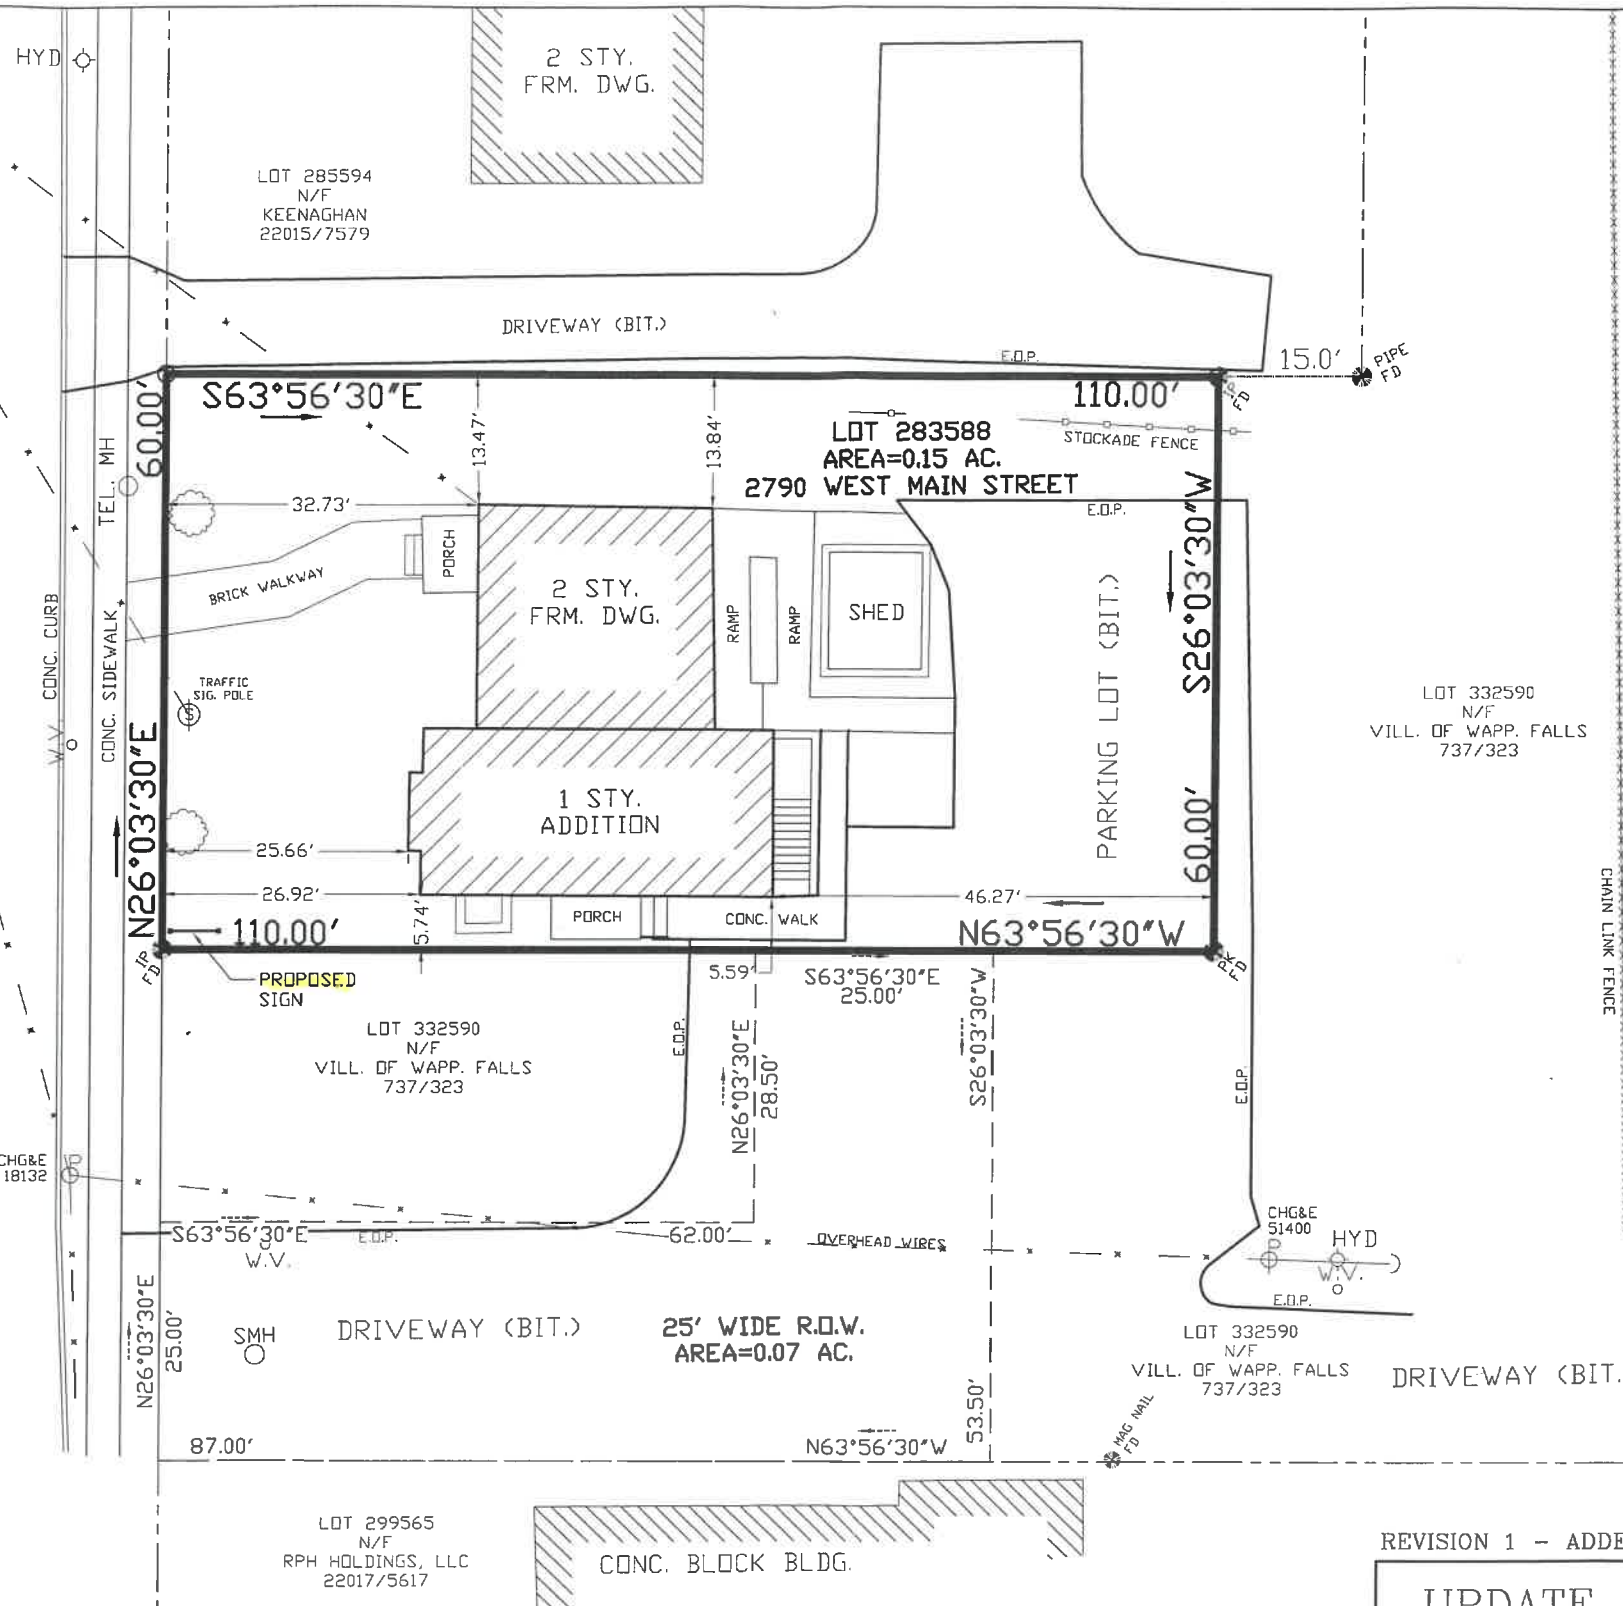 HYD
2 STY.
FRM. DWG.
LOT 285594
N/F
KEENAGHAN
22015/7579
DRIVEWAY (BIT.)
E.O.P.
15.0'
PIPE
FD
S63°56'30"E
110.00'
IP
FD
60.00'
13.47'
13.84'
LOT 283588
AREA=0.15 AC.
2790 WEST MAIN STREET
STOCKADE FENCE
TEL. MH
32.73'
E.O.P.
PORCH
BRICK WALKWAY
2 STY.
FRM. DWG.
RAMP
RAMP
SHED
PARKING LOT (BIT.)
S26°03'30"W
60.00'
CONC. CURB
CONC. SIDEWALK
TRAFFIC
SIG. POLE
S
W.V.
N26°03'30"E
LOT 332590
N/F
VILL. OF WAPP. FALLS
737/323
1 STY.
ADDITION
25.66'
26.92'
46.27'
CHAIN LINK FENCE
110.00'
5.74'
PORCH
CONC. WALK
N63°56'30"W
IP
FD
PK
FD
PROPOSED
SIGN
5.59'
S63°56'30"E
25.00'
LOT 332590
N/F
VILL. OF WAPP. FALLS
737/323
E.O.P.
N26°03'30"E
28.50'
S26°03'30"W
E.O.P.
CHG&E
18132
P
S63°56'30"E
E.O.P.
62.00'
OVERHEAD WIRES
W.V.
CHG&E
51400
P
HYD
W.V.
E.O.P.
N26°03'30"E
25.00'
SMH
DRIVEWAY (BIT.)
25' WIDE R.O.W.
AREA=0.07 AC.
LOT 332590
N/F
VILL. OF WAPP. FALLS
737/323
DRIVEWAY (BIT.
53.50'
MAG NAIL
FD
87.00'
N63°56'30"W
LOT 299565
N/F
RPH HOLDINGS, LLC
22017/5617
CONC. BLOCK BLDG.
REVISION 1 - ADDE
UPDATE